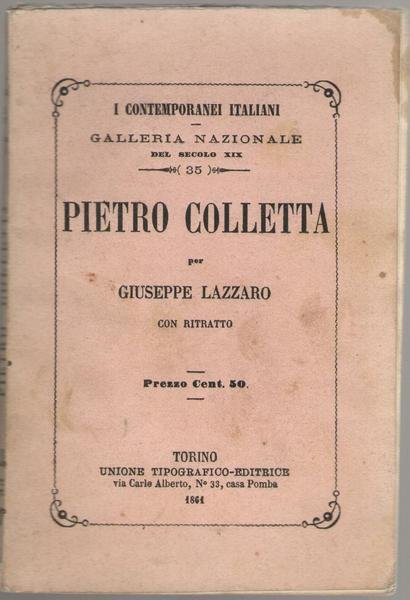 I CONTEMPORANEI ITALIANI
GALLERIA NAZIONALE
DEL SECOLO XIX
( 35 )
PIETRO COLLETTA
per
GIUSEPPE LAZZARO
CON RITRATTO
Prezzo Cent. 50.
TORINO
UNIONE TIPOGRAFICO-EDITRICE
via Carlo Alberto, Nº 33, casa Pomba
1861